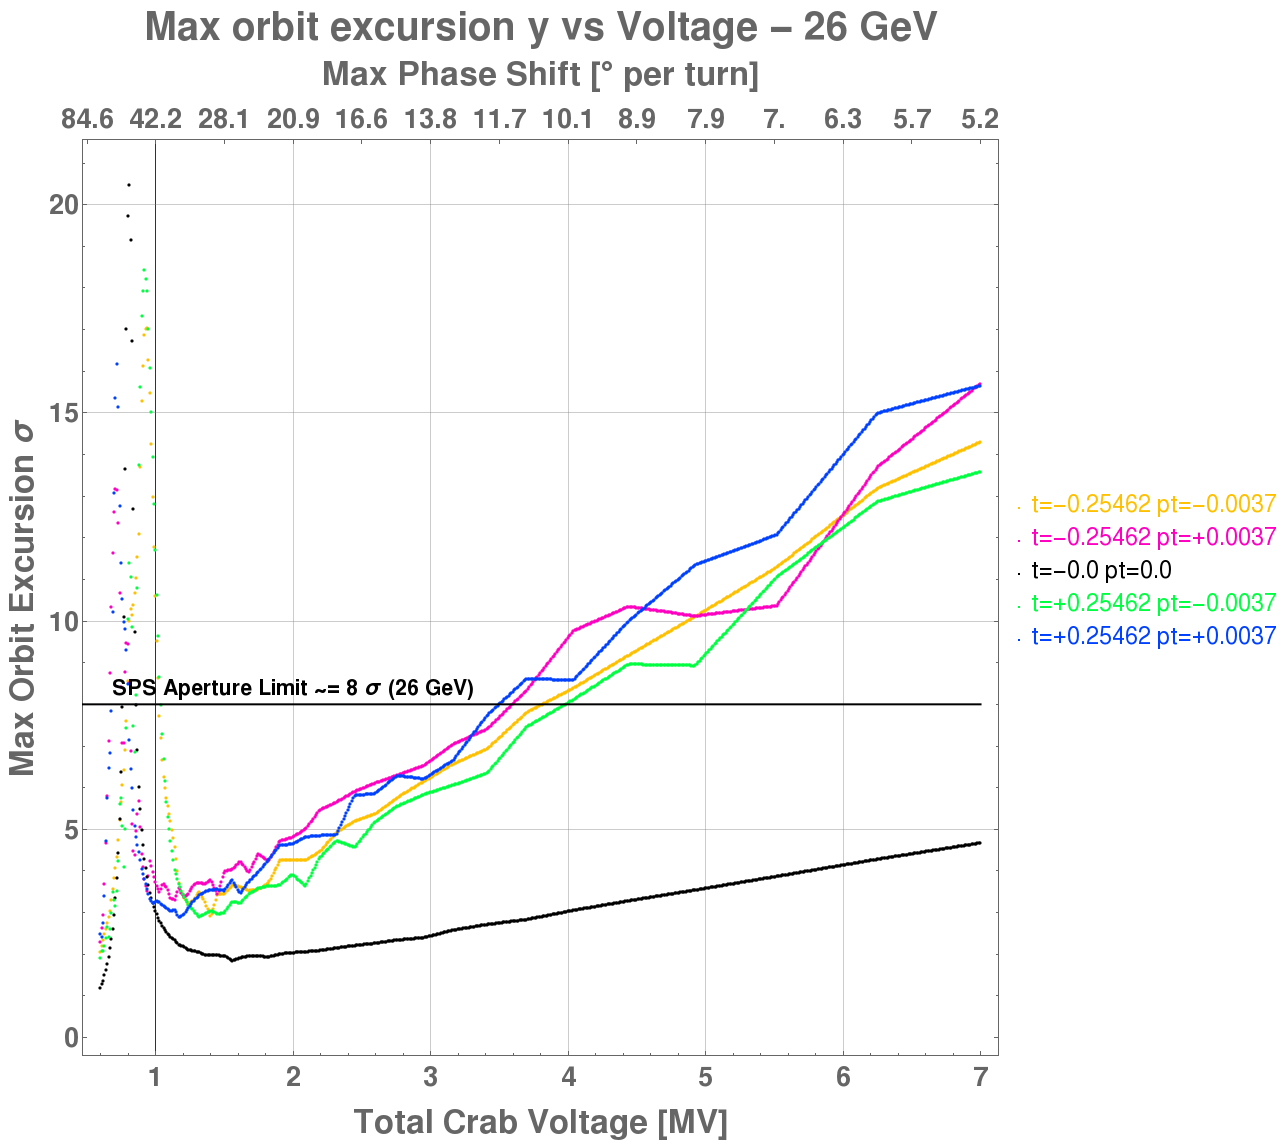 Max orbit excursion y vs Voltage – 26 GeV
Max Phase Shift [° per turn]
84.6 42.2 28.1 20.9 16.6 13.8 11.7 10.1 8.9 7.9 7. 6.3 5.7 5.2
Max Orbit Excursion σ
20
15
10
5
0
SPS Aperture Limit ~= 8 σ (26 GeV)
t=−0.25462 pt=−0.0037
t=−0.25462 pt=+0.0037
t=−0.0 pt=0.0
t=+0.25462 pt=−0.0037
t=+0.25462 pt=+0.0037
1 2 3 4 5 6 7
Total Crab Voltage [MV]